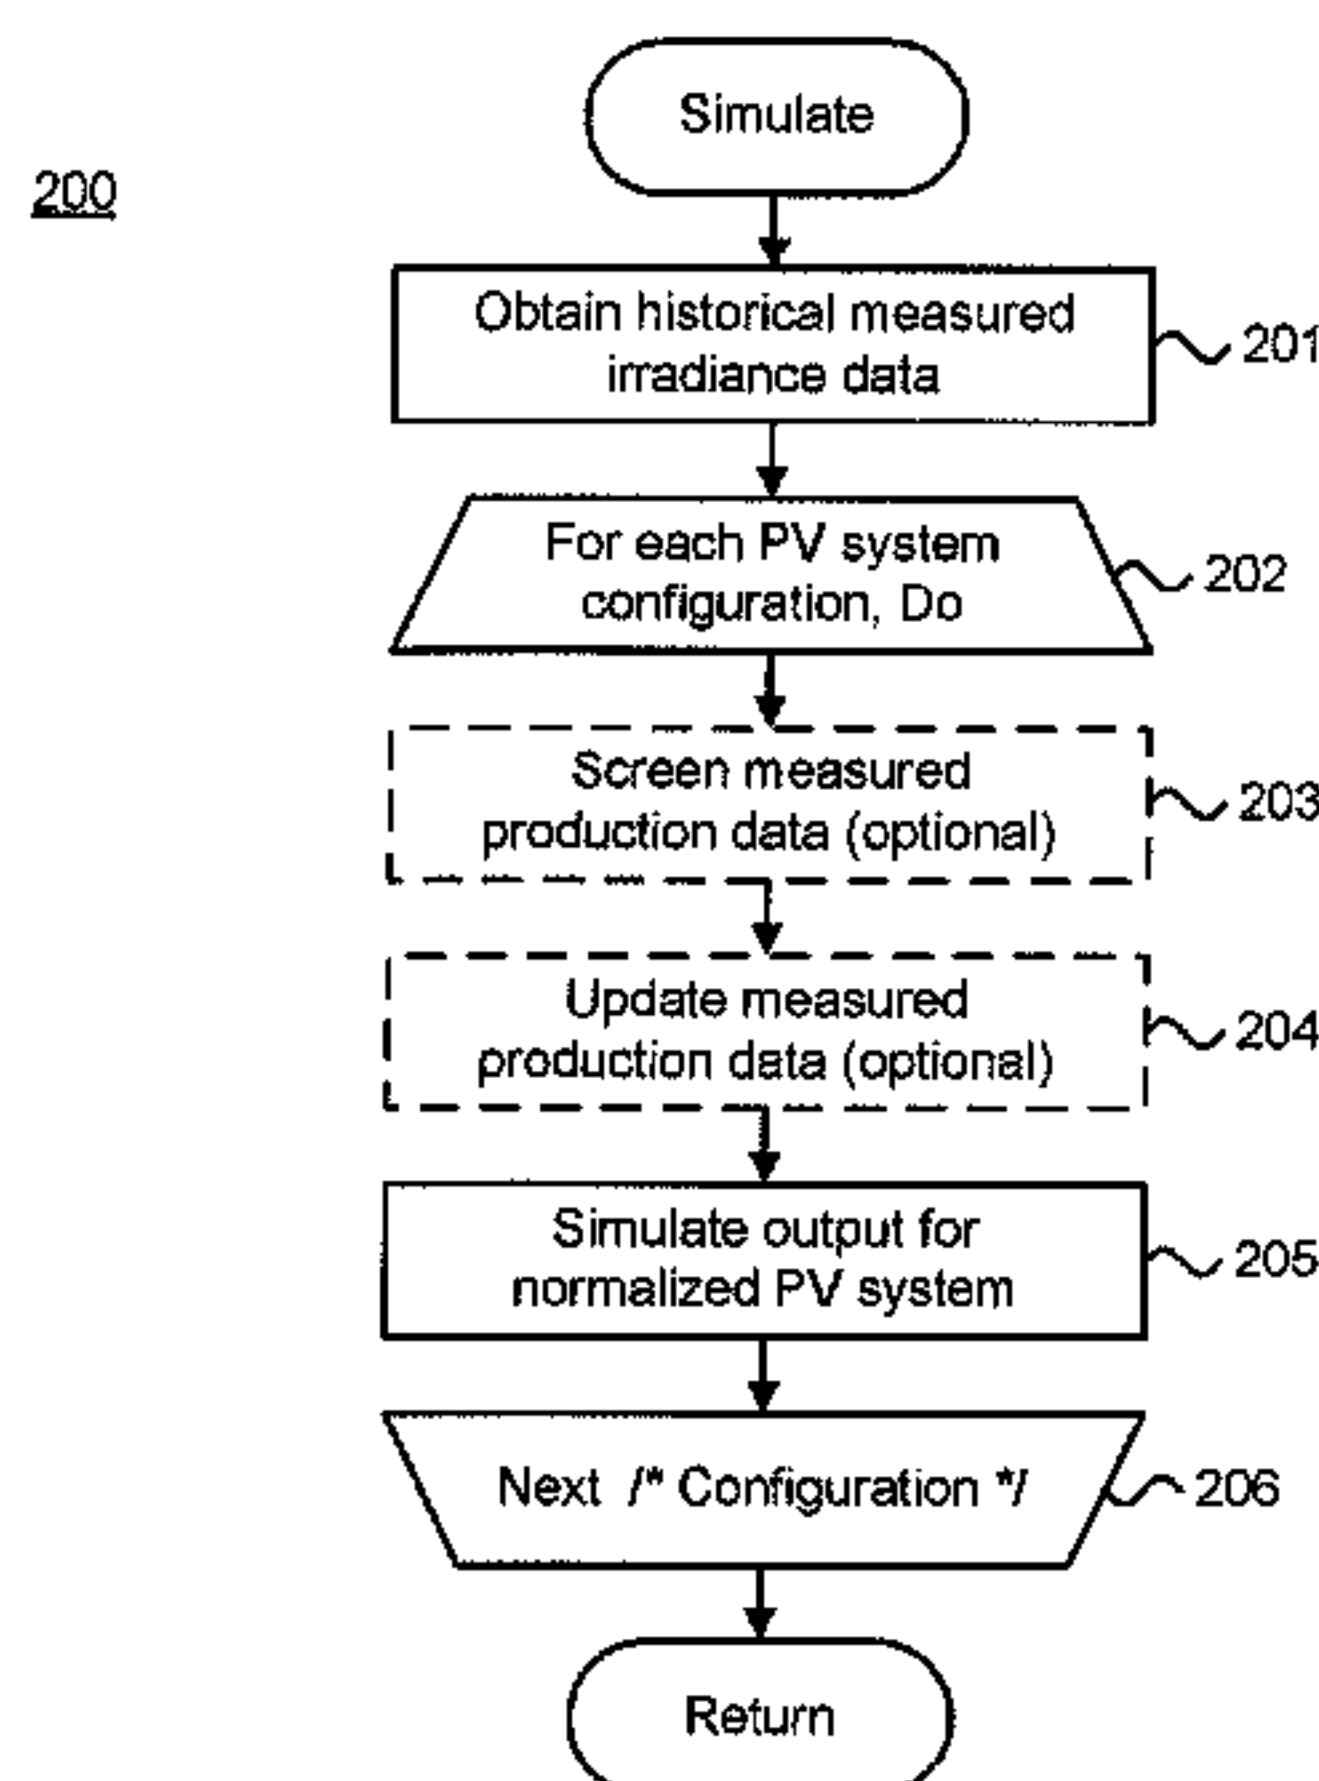 Simulate
200
Obtain historical measured
irradiance data
201
For each PV system
configuration, Do
202
Screen measured
production data (optional)
203
Update measured
production data (optional)
204
Simulate output for
normalized PV system
205
Next /* Configuration */
206
Return